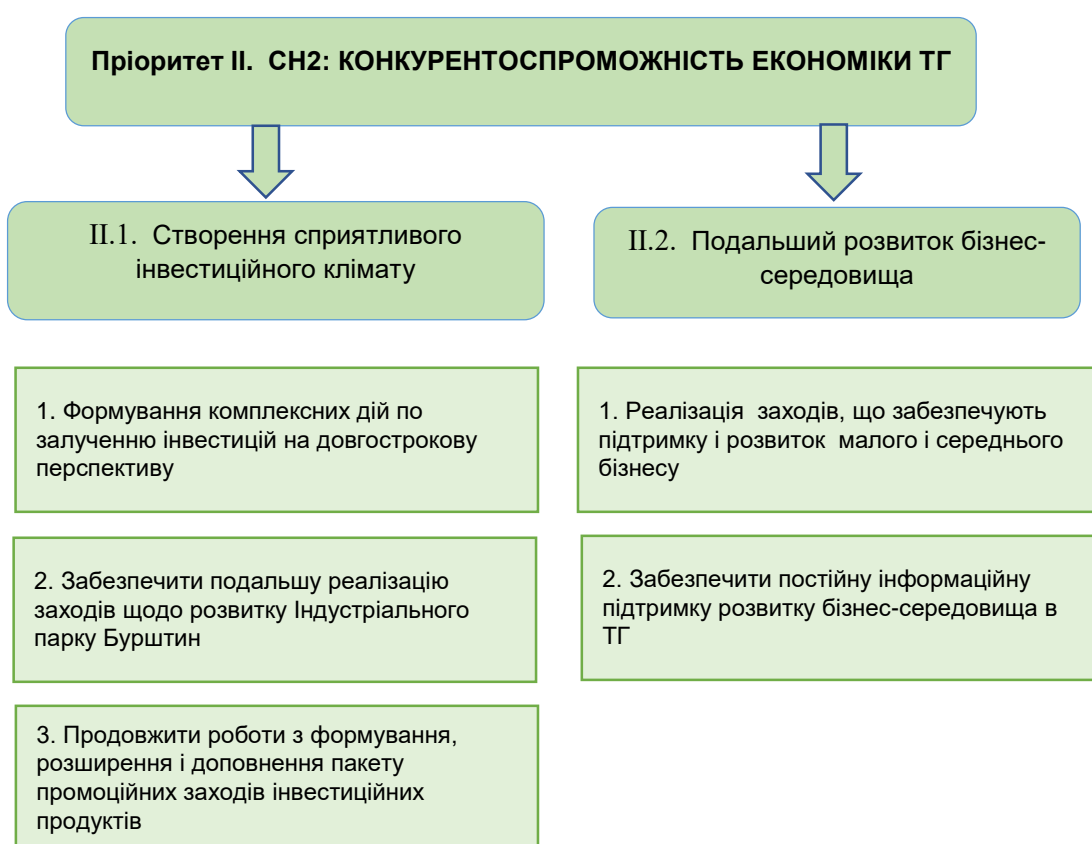 Пріоритет ІІ. СН2: КОНКУРЕНТОСПРОМОЖНІСТЬ ЕКОНОМІКИ ТГ
ІІ.1. Створення сприятливого
інвестиційного клімату
ІІ.2. Подальший розвиток бізнес-
середовища
1. Формування комплексних дій по
залученню інвестицій на довгострокову
перспективу
2. Забезпечити подальшу реалізацію
заходів щодо розвитку Індустріального
парку Бурштин
3. Продовжити роботи з формування,
розширення і доповнення пакету
промоційних заходів інвестиційних
продуктів
1. Реалізація заходів, що забезпечують
підтримку і розвиток малого і середнього
бізнесу
2. Забезпечити постійну інформаційну
підтримку розвитку бізнес-середовища в
ТГ